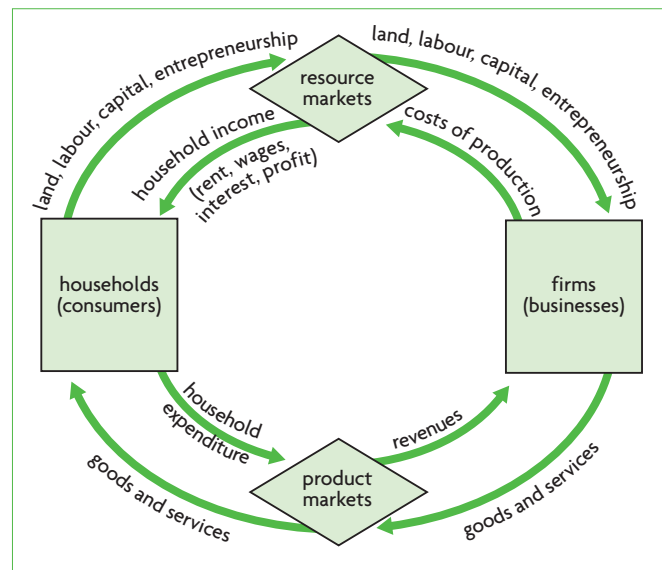 land, labour, capital, entrepreneurship
resource
markets
land, labour, capital, entrepreneurship
household income
(rent, wages,
interest, profit)
costs of production
households
(consumers)
firms
(businesses)
household
expenditure
revenues
product
markets
goods and services
goods and services